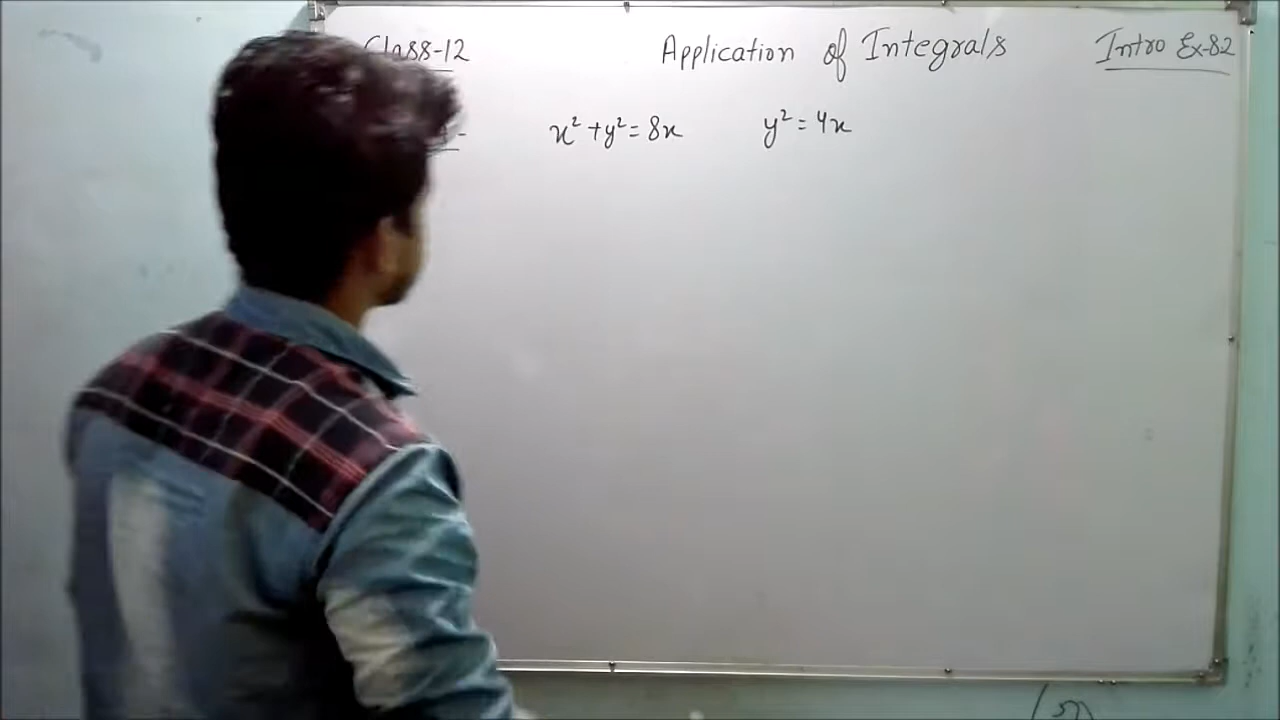 Class-12 Application of Integrals Intro Ex-82
x² + y² = 8x y² = 4x